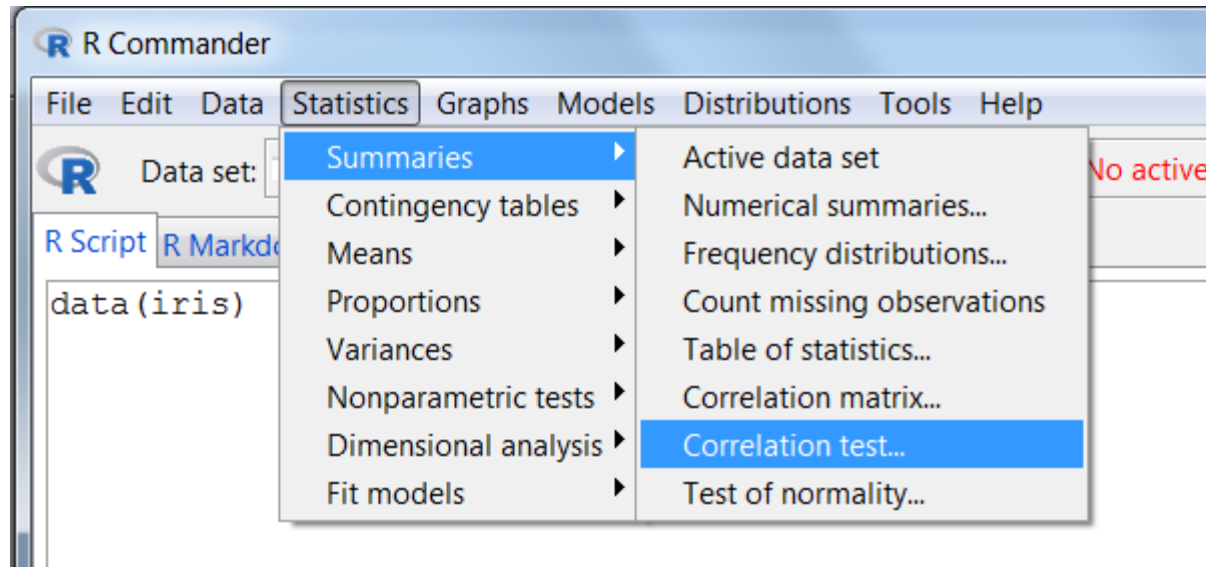 R Commander
File Edit Data Statistics Graphs Models Distributions Tools Help
R Data set: No active
R Script R Markdo
data(iris)
Summaries
Contingency tables
Means
Proportions
Variances
Nonparametric tests
Dimensional analysis
Fit models
Active data set
Numerical summaries...
Frequency distributions...
Count missing observations
Table of statistics...
Correlation matrix...
Correlation test...
Test of normality...